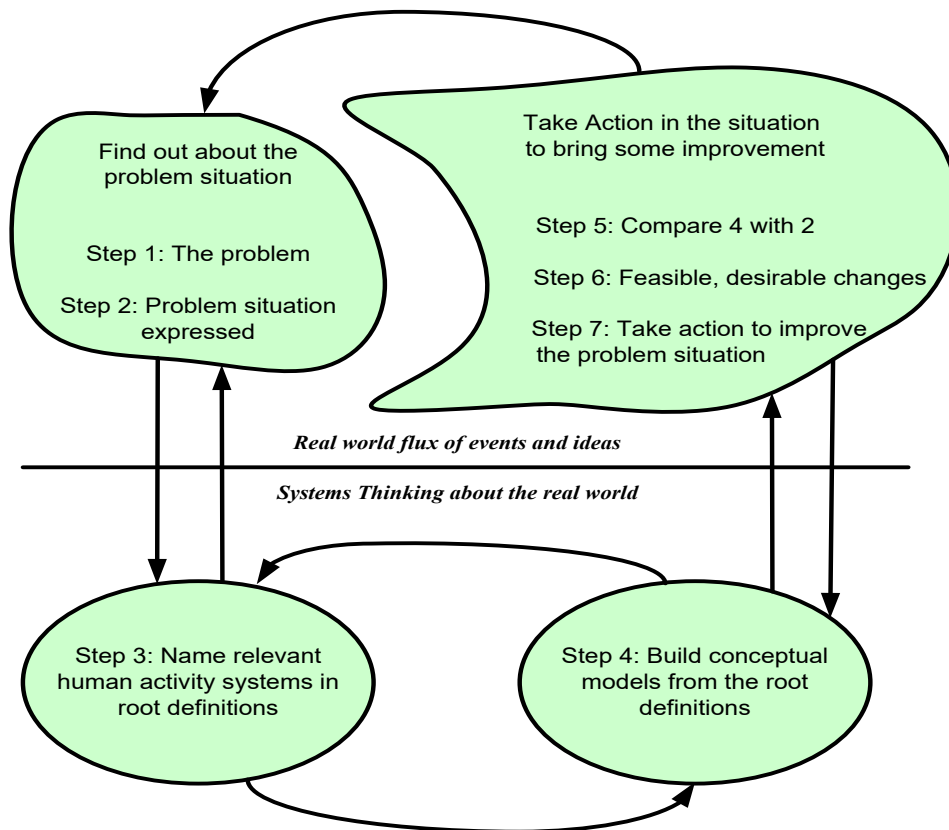 Find out about the
problem situation
Step 1: The problem
Step 2: Problem situation
expressed
Take Action in the situation
to bring some improvement
Step 5: Compare 4 with 2
Step 6: Feasible, desirable changes
Step 7: Take action to improve
the problem situation
Real world flux of events and ideas
Systems Thinking about the real world
Step 3: Name relevant
human activity systems in
root definitions
Step 4: Build conceptual
models from the root
definitions